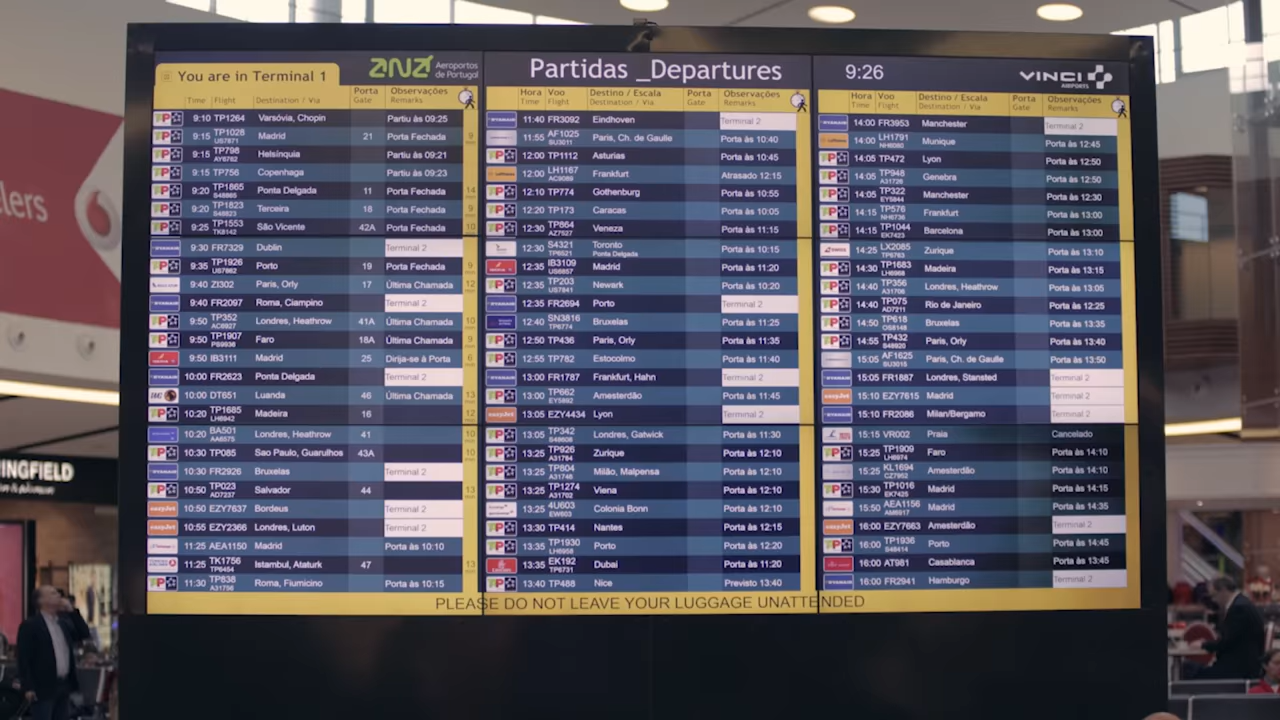 You are in Terminal 1
ANA Aeroportos de Portugal
Partidas _Departures
9:26
VINCI AIRPORTS
Time Flight Destination / Via Porta Gate Observações Remarks
9:10 TP1264 Varsóvia, Chopin Partiu às 09:25
9:15 TP1028 Madrid 21 Porta Fechada
9:15 TP798 Helsínquia Partiu às 09:21
9:15 TP756 Copenhaga Partiu às 09:23
9:20 TP1865 Ponta Delgada 11 Porta Fechada
9:20 TP1823 Terceira 18 Porta Fechada
9:25 TP1553 São Vicente 42A Porta Fechada
9:30 FR7329 Dublin Terminal 2
9:35 TP1926 Porto 19 Porta Fechada
9:40 ZI302 Paris, Orly 17 Última Chamada
9:40 FR2097 Roma, Ciampino Terminal 2
9:50 TP352 Londres, Heathrow 41A Última Chamada
9:50 TP1907 Faro 18A Última Chamada
9:50 IB3111 Madrid 25 Dirija-se à Porta
10:00 FR2623 Ponta Delgada Terminal 2
10:00 DT651 Luanda 46 Última Chamada
10:20 TP1685 Madeira 16
10:20 BA501 Londres, Heathrow 41
10:30 TP085 Sao Paulo, Guarulhos 43A
10:30 FR2926 Bruxelas Terminal 2
10:50 TP023 Salvador 44
10:50 EZY7637 Bordeus Terminal 2
10:55 EZY2366 Londres, Luton Terminal 2
11:25 AEA1150 Madrid Porta às 10:10
11:25 TK1756 Istambul, Ataturk 47
11:30 TP838 Roma, Fiumicino Porta às 10:15
Hora Time Voo Flight Destino / Escala Destination / Via Porta Gate Observações Remarks
11:40 FR3092 Eindhoven Terminal 2
11:55 AF1025 Paris, Ch. de Gaulle Porta às 10:40
12:00 TP1112 Asturias Porta às 10:45
12:00 LH1167 Frankfurt Atrasado 12:15
12:10 TP774 Gothenburg Porta às 10:55
12:20 TP173 Caracas Porta às 10:05
12:30 TP664 Veneza Porta às 11:15
12:30 S4321 Toronto Ponta Delgada Porta às 10:15
12:35 IB3109 Madrid Porta às 11:20
12:35 TP203 Newark Porta às 10:20
12:35 FR2694 Porto Terminal 2
12:40 SN3816 Bruxelas Porta às 11:25
12:50 TP436 Paris, Orly Porta às 11:35
12:55 TP782 Estocolmo Porta às 11:40
13:00 FR1787 Frankfurt, Hahn Terminal 2
13:00 TP662 Amesterdão Porta às 11:45
13:05 EZY4434 Lyon Terminal 2
13:05 TP342 Londres, Gatwick Porta às 11:30
13:25 TP926 Zurique Porta às 12:10
13:25 TP804 Milão, Malpensa Porta às 12:10
13:25 TP1274 Viena Porta às 12:10
13:25 4U603 Colonia Bonn Porta às 12:10
13:30 TP414 Nantes Porta às 12:15
13:35 TP1930 Porto Porta às 12:20
13:35 EK192 Dubai Porta às 11:20
13:40 TP488 Nice Previsto 13:40
Hora Time Voo Flight Destino / Escala Destination / Via Porta Gate Observações Remarks
14:00 FR3953 Manchester Terminal 2
14:00 LH1791 Munique Porta às 12:45
14:05 TP472 Lyon Porta às 12:50
14:05 TP948 Genebra Porta às 12:50
14:05 TP322 Manchester Porta às 12:30
14:15 TP576 Frankfurt Porta às 13:00
14:15 TP1044 Barcelona Porta às 13:00
14:25 LX2085 Zurique Porta às 13:10
14:30 TP1683 Madeira Porta às 13:15
14:40 TP356 Londres, Heathrow Porta às 13:05
14:40 TP075 Rio de Janeiro Porta às 12:25
14:50 TP618 Bruxelas Porta às 13:35
14:55 TP432 Paris, Orly Porta às 13:40
15:05 AF1625 Paris, Ch. de Gaulle Porta às 13:50
15:05 FR1887 Londres, Stansted Terminal 2
15:10 EZY7615 Madrid Terminal 2
15:10 FR2086 Milan/Bergamo Terminal 2
15:15 VR002 Praia Cancelado
15:25 TP1909 Faro Porta às 14:10
15:25 KL1694 Amesterdão Porta às 14:10
15:30 TP1016 Madrid Porta às 14:15
15:50 AEA1156 Madrid Porta às 14:35
16:00 EZY7663 Amesterdão Terminal 2
16:00 TP1936 Porto Porta às 14:45
16:00 AT981 Casablanca Porta às 13:45
16:00 FR2941 Hamburgo Terminal 2
PLEASE DO NOT LEAVE YOUR LUGGAGE UNATTENDED
elers
INGFIELD